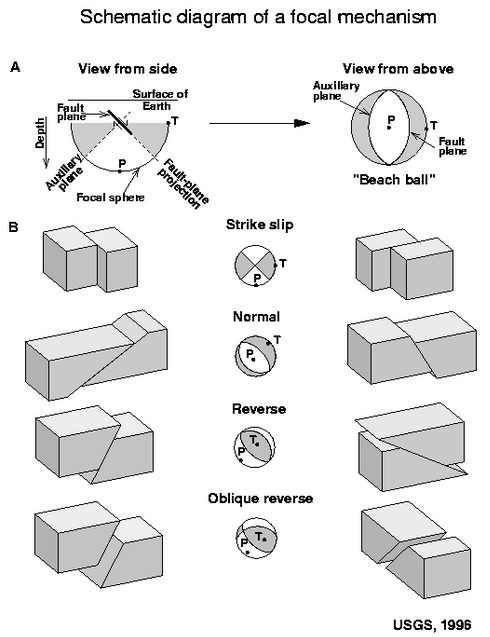 Schematic diagram of a focal mechanism
A
View from side
View from above
Surface of
Earth
Fault
plane
T
Depth
P
Auxiliary
plane
Focal sphere
Fault-plane
projection
Auxiliary
plane
P
T
Fault
plane
"Beach ball"
B
Strike slip
T
P
Normal
T
P
Reverse
T
P
Oblique reverse
P
T
USGS, 1996